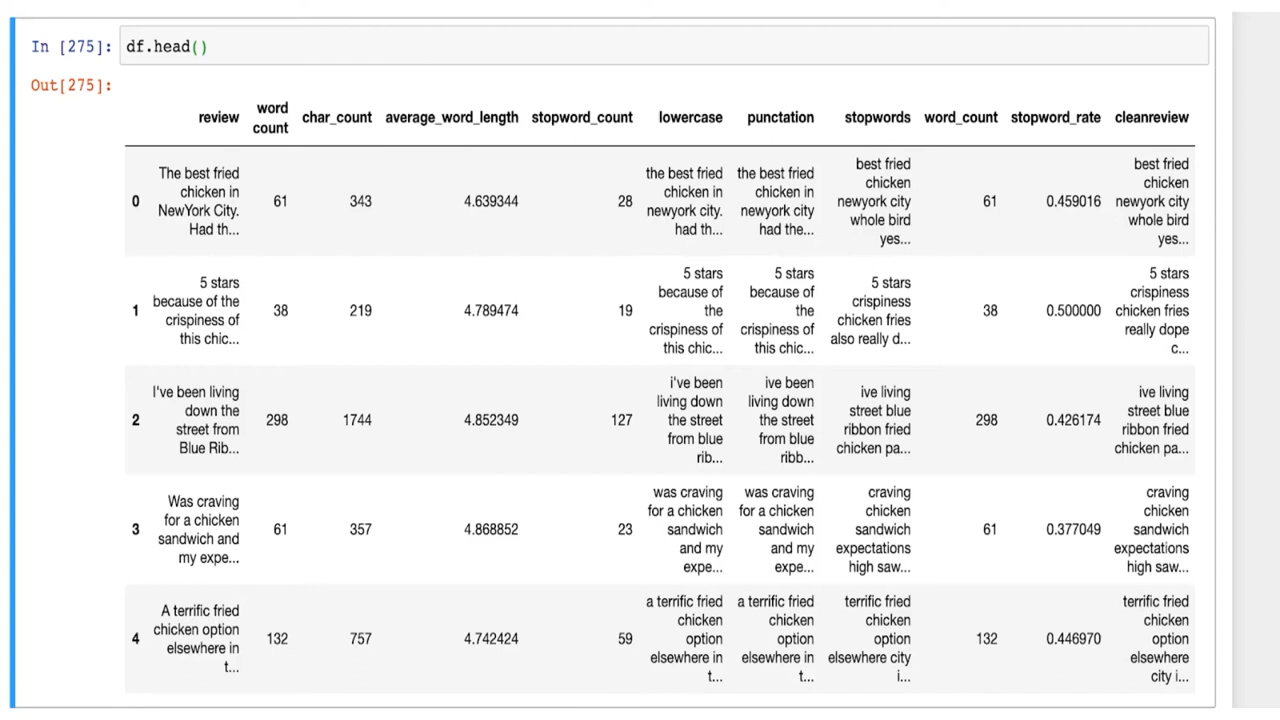 In [275]: df.head()
Out[275]:
review word count char_count average_word_length stopword_count lowercase punctation stopwords word_count stopword_rate cleanreview
0 The best fried chicken in NewYork City. Had th... 61 343 4.639344 28 the best fried chicken in newyork city. had th... the best fried chicken in newyork city had the... best fried chicken newyork city whole bird yes... 61 0.459016 best fried chicken newyork city whole bird yes...
1 5 stars because of the crispiness of this chic... 38 219 4.789474 19 5 stars because of the crispiness of this chic... 5 stars because of the crispiness of this chic... 5 stars crispiness chicken fries also really d... 38 0.500000 5 stars crispiness chicken fries really dope c...
2 I've been living down the street from Blue Rib... 298 1744 4.852349 127 i've been living down the street from blue rib... ive been living down the street from blue ribb... ive living street blue ribbon fried chicken pa... 298 0.426174 ive living street blue ribbon fried chicken pa...
3 Was craving for a chicken sandwich and my expe... 61 357 4.868852 23 was craving for a chicken sandwich and my expe... was craving for a chicken sandwich and my expe... craving chicken sandwich expectations high saw... 61 0.377049 craving chicken sandwich expectations high saw...
4 A terrific fried chicken option elsewhere in t... 132 757 4.742424 59 a terrific fried chicken option elsewhere in t... a terrific fried chicken option elsewhere in t... terrific fried chicken option elsewhere city i... 132 0.446970 terrific fried chicken option elsewhere city i...